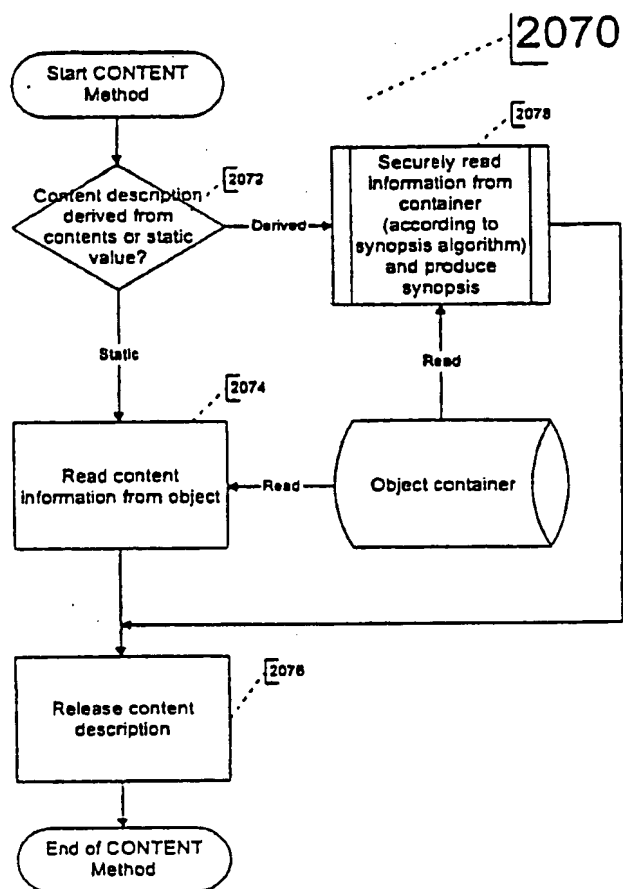 2070
Start CONTENT
Method
2078
2072
Content description
derived from
contents or static
value?
Derived
Securely read
information from
container
(according to
synopsis algorithm)
and produce
synopsis
Static
Read
2074
Read content
information from object
Read
Object container
2076
Release content
description
End of CONTENT
Method